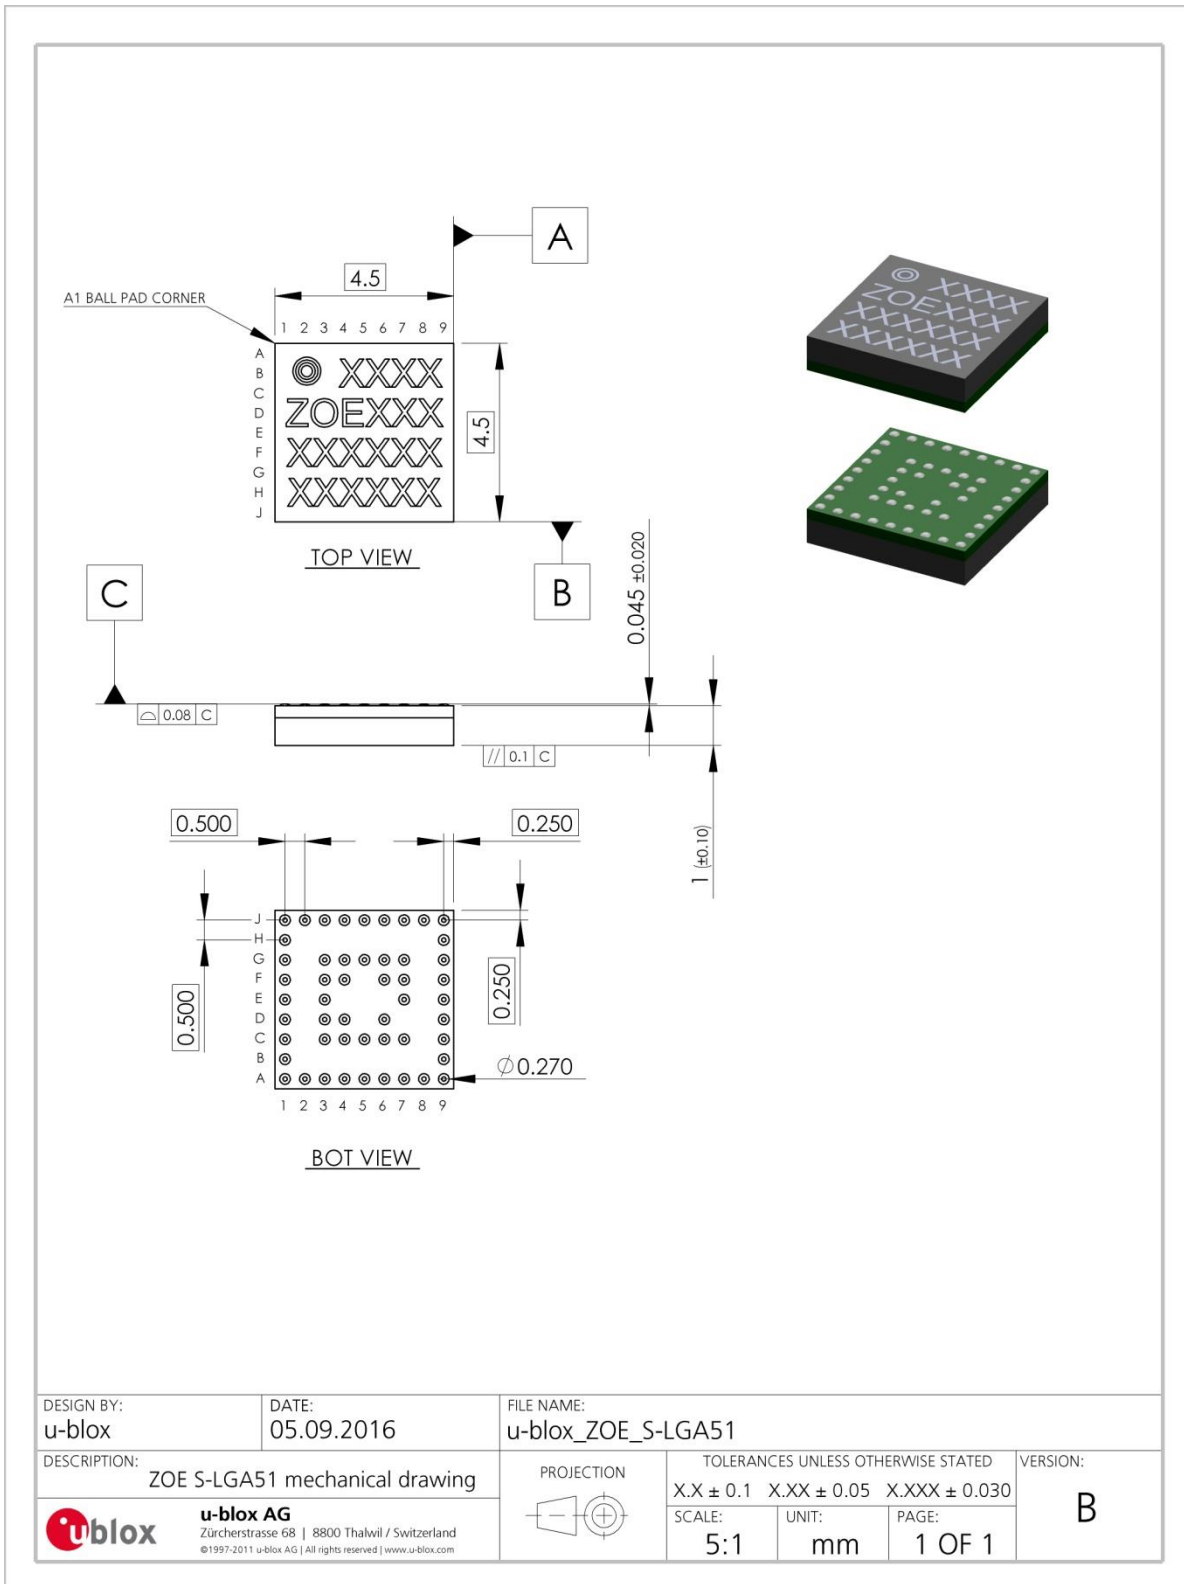 A
4.5
A1 BALL PAD CORNER
1 2 3 4 5 6 7 8 9
A
B
C
D
E
F
G
H
J
XXXX
ZOEXXX
XXXXXX
XXXXXX
4.5
TOP VIEW
B
XXXX
ZOEXXX
XXXXXX
XXXXXX
C
0.045 ±0.020
⌓ 0.08 C
// 0.1 C
1 (±0.10)
0.500
0.250
0.500
J
H
G
F
E
D
C
B
A
0.250
∅0.270
1 2 3 4 5 6 7 8 9
BOT VIEW
DESIGN BY:
u-blox
DATE:
05.09.2016
FILE NAME:
u-blox_ZOE_S-LGA51
DESCRIPTION:
ZOE S-LGA51 mechanical drawing
PROJECTION
TOLERANCES UNLESS OTHERWISE STATED
X.X ± 0.1 X.XX ± 0.05 X.XXX ± 0.030
VERSION:
B
ublox
u-blox AG
Zürcherstrasse 68 | 8800 Thalwil / Switzerland
©1997-2011 u-blox AG | All rights reserved | www.u-blox.com
SCALE:
5:1
UNIT:
mm
PAGE:
1 OF 1